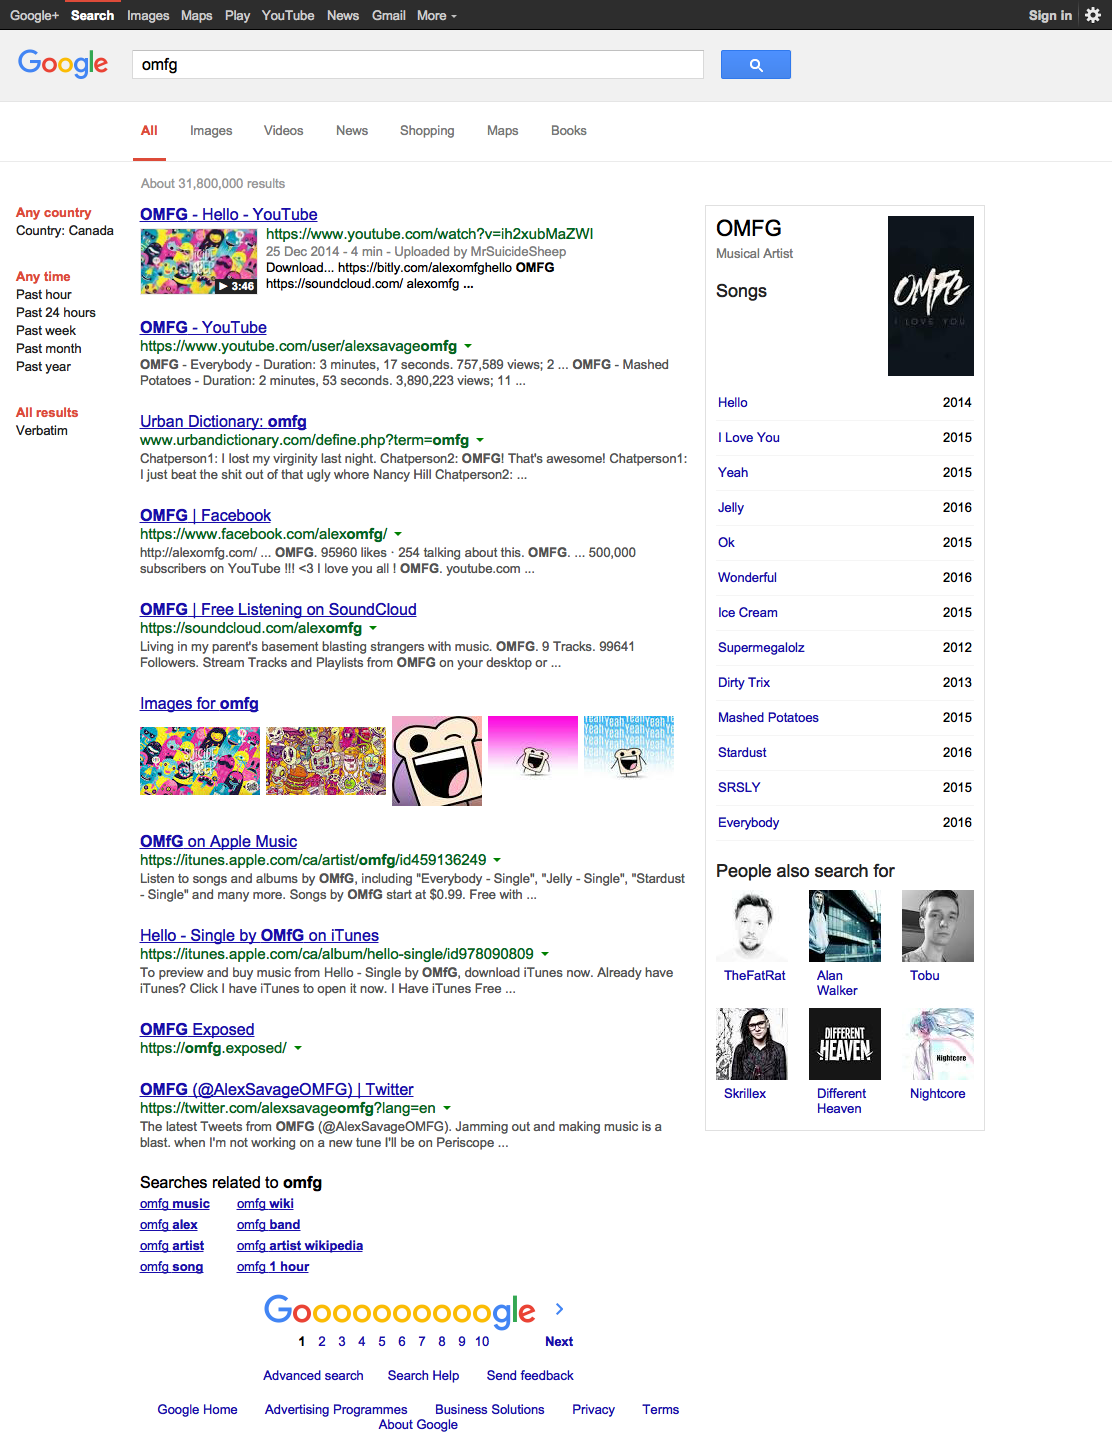 Google+ Search Images Maps Play YouTube News Gmail More Sign in
Google omfg
All Images Videos News Shopping Maps Books
About 31,800,000 results
Any country
Country: Canada
Any time
Past hour
Past 24 hours
Past week
Past month
Past year
All results
Verbatim
OMFG - Hello - YouTube
https://www.youtube.com/watch?v=ih2xubMaZWI
25 Dec 2014 - 4 min - Uploaded by MrSuicideSheep
Download... https://bitly.com/alexomfghello OMFG
https://soundcloud.com/ alexomfg ...
3:46
OMFG - YouTube
https://www.youtube.com/user/alexsavageomfg
OMFG - Everybody - Duration: 3 minutes, 17 seconds. 757,589 views; 2 ... OMFG - Mashed
Potatoes - Duration: 2 minutes, 53 seconds. 3,890,223 views; 11 ...
Urban Dictionary: omfg
www.urbandictionary.com/define.php?term=omfg
Chatperson1: I lost my virginity last night. Chatperson2: OMFG! That's awesome! Chatperson1:
I just beat the shit out of that ugly whore Nancy Hill Chatperson2: ...
OMFG | Facebook
https://www.facebook.com/alexomfg/
http://alexomfg.com/ ... OMFG. 95960 likes · 254 talking about this. OMFG. ... 500,000
subscribers on YouTube !!! <3 I love you all ! OMFG. youtube.com ...
OMFG | Free Listening on SoundCloud
https://soundcloud.com/alexomfg
Living in my parent's basement blasting strangers with music. OMFG. 9 Tracks. 99641
Followers. Stream Tracks and Playlists from OMFG on your desktop or ...
Images for omfg
Yeah Yeah Yeah
OMfG on Apple Music
https://itunes.apple.com/ca/artist/omfg/id459136249
Listen to songs and albums by OMfG, including "Everybody - Single", "Jelly - Single", "Stardust
- Single" and many more. Songs by OMfG start at $0.99. Free with ...
Hello - Single by OMfG on iTunes
https://itunes.apple.com/ca/album/hello-single/id978090809
To preview and buy music from Hello - Single by OMfG, download iTunes now. Already have
iTunes? Click I have iTunes to open it now. I Have iTunes Free ...
OMFG Exposed
https://omfg.exposed/
OMFG (@AlexSavageOMFG) | Twitter
https://twitter.com/alexsavageomfg?lang=en
The latest Tweets from OMFG (@AlexSavageOMFG). Jamming out and making music is a
blast. when I'm not working on a new tune I'll be on Periscope ...
Searches related to omfg
omfg music omfg wiki
omfg alex omfg band
omfg artist omfg artist wikipedia
omfg song omfg 1 hour
Goooooooooogle
1 2 3 4 5 6 7 8 9 10 Next
Advanced search Search Help Send feedback
Google Home Advertising Programmes Business Solutions Privacy Terms
About Google
OMFG
Musical Artist
Songs
OMFG
I LOVE YOU
Hello 2014
I Love You 2015
Yeah 2015
Jelly 2016
Ok 2015
Wonderful 2016
Ice Cream 2015
Supermegalolz 2012
Dirty Trix 2013
Mashed Potatoes 2015
Stardust 2016
SRSLY 2015
Everybody 2016
People also search for
TheFatRat Alan Tobu
Walker
DIFFERENT
HEAVEN
Nightcore
Skrillex Different Nightcore
Heaven